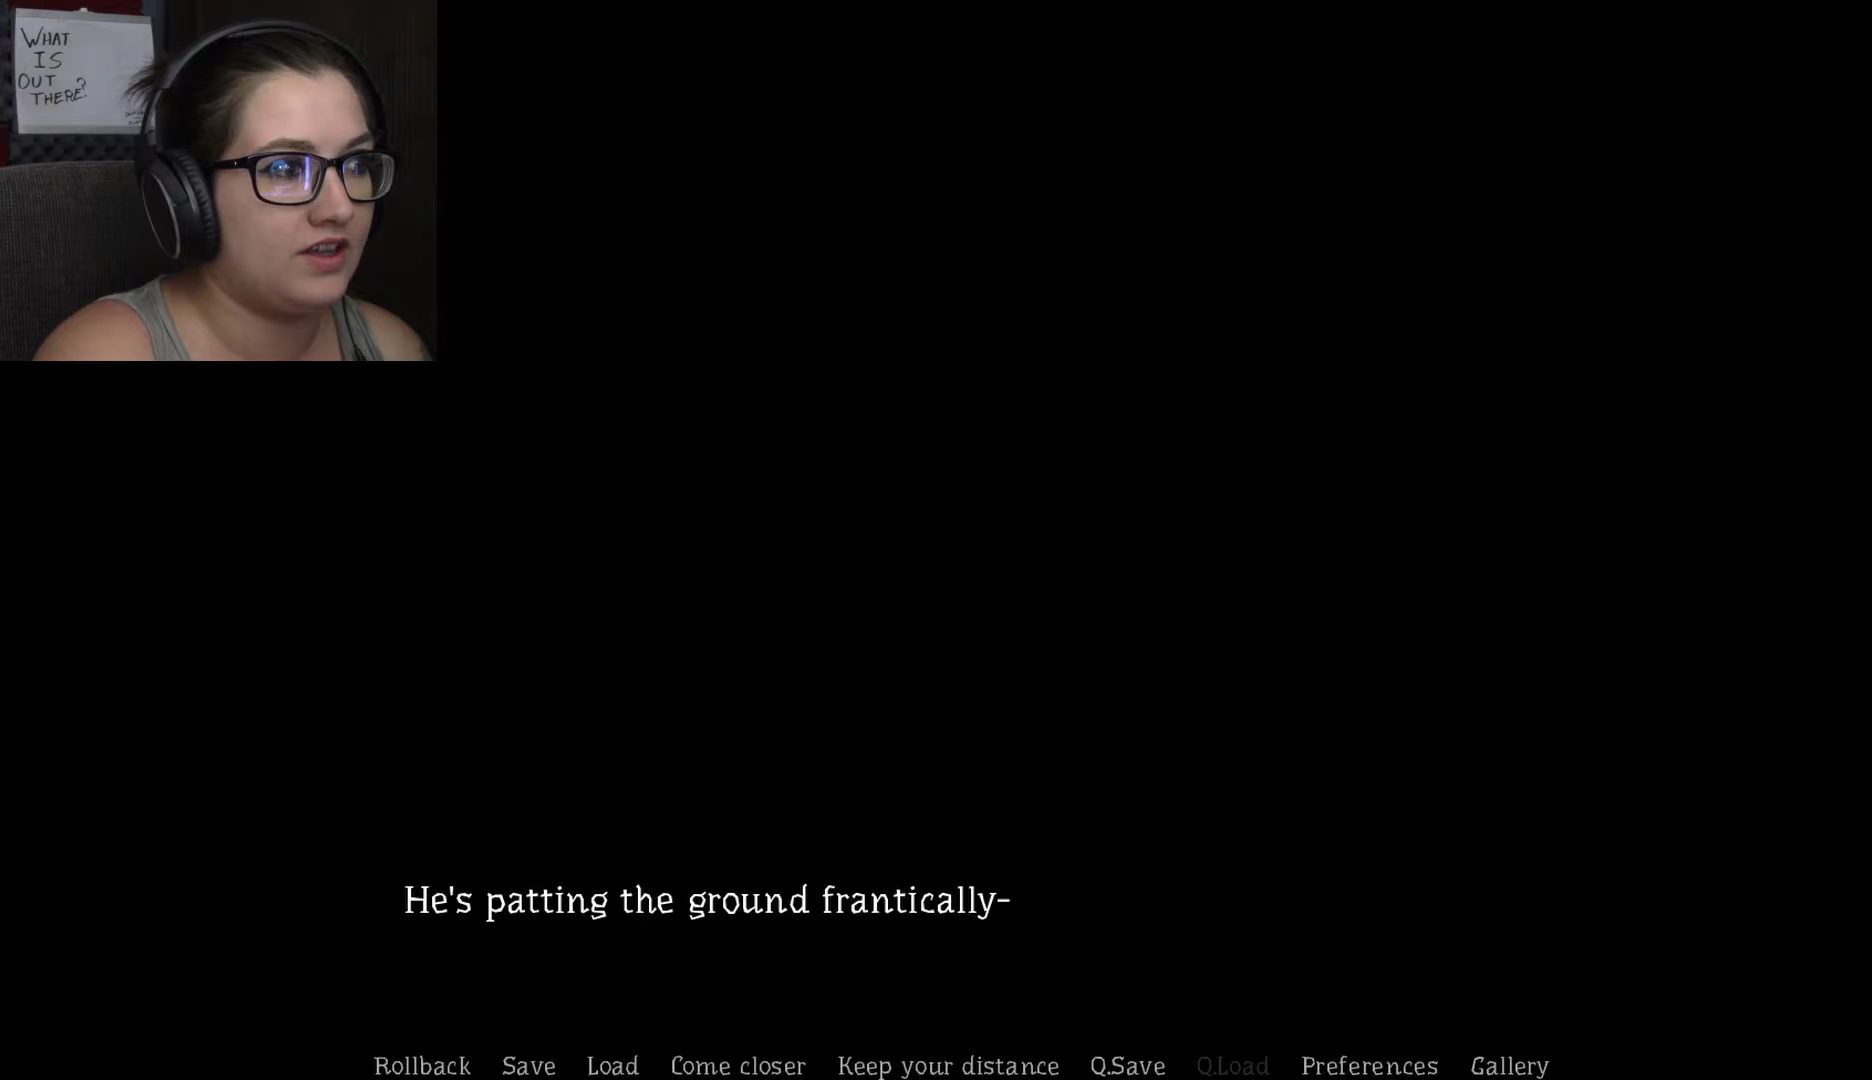 WHAT
IS
OUT
THERE?
He's patting the ground frantically-
Rollback Save Load Come closer Keep your distance Q.Save Q.Load Preferences Gallery